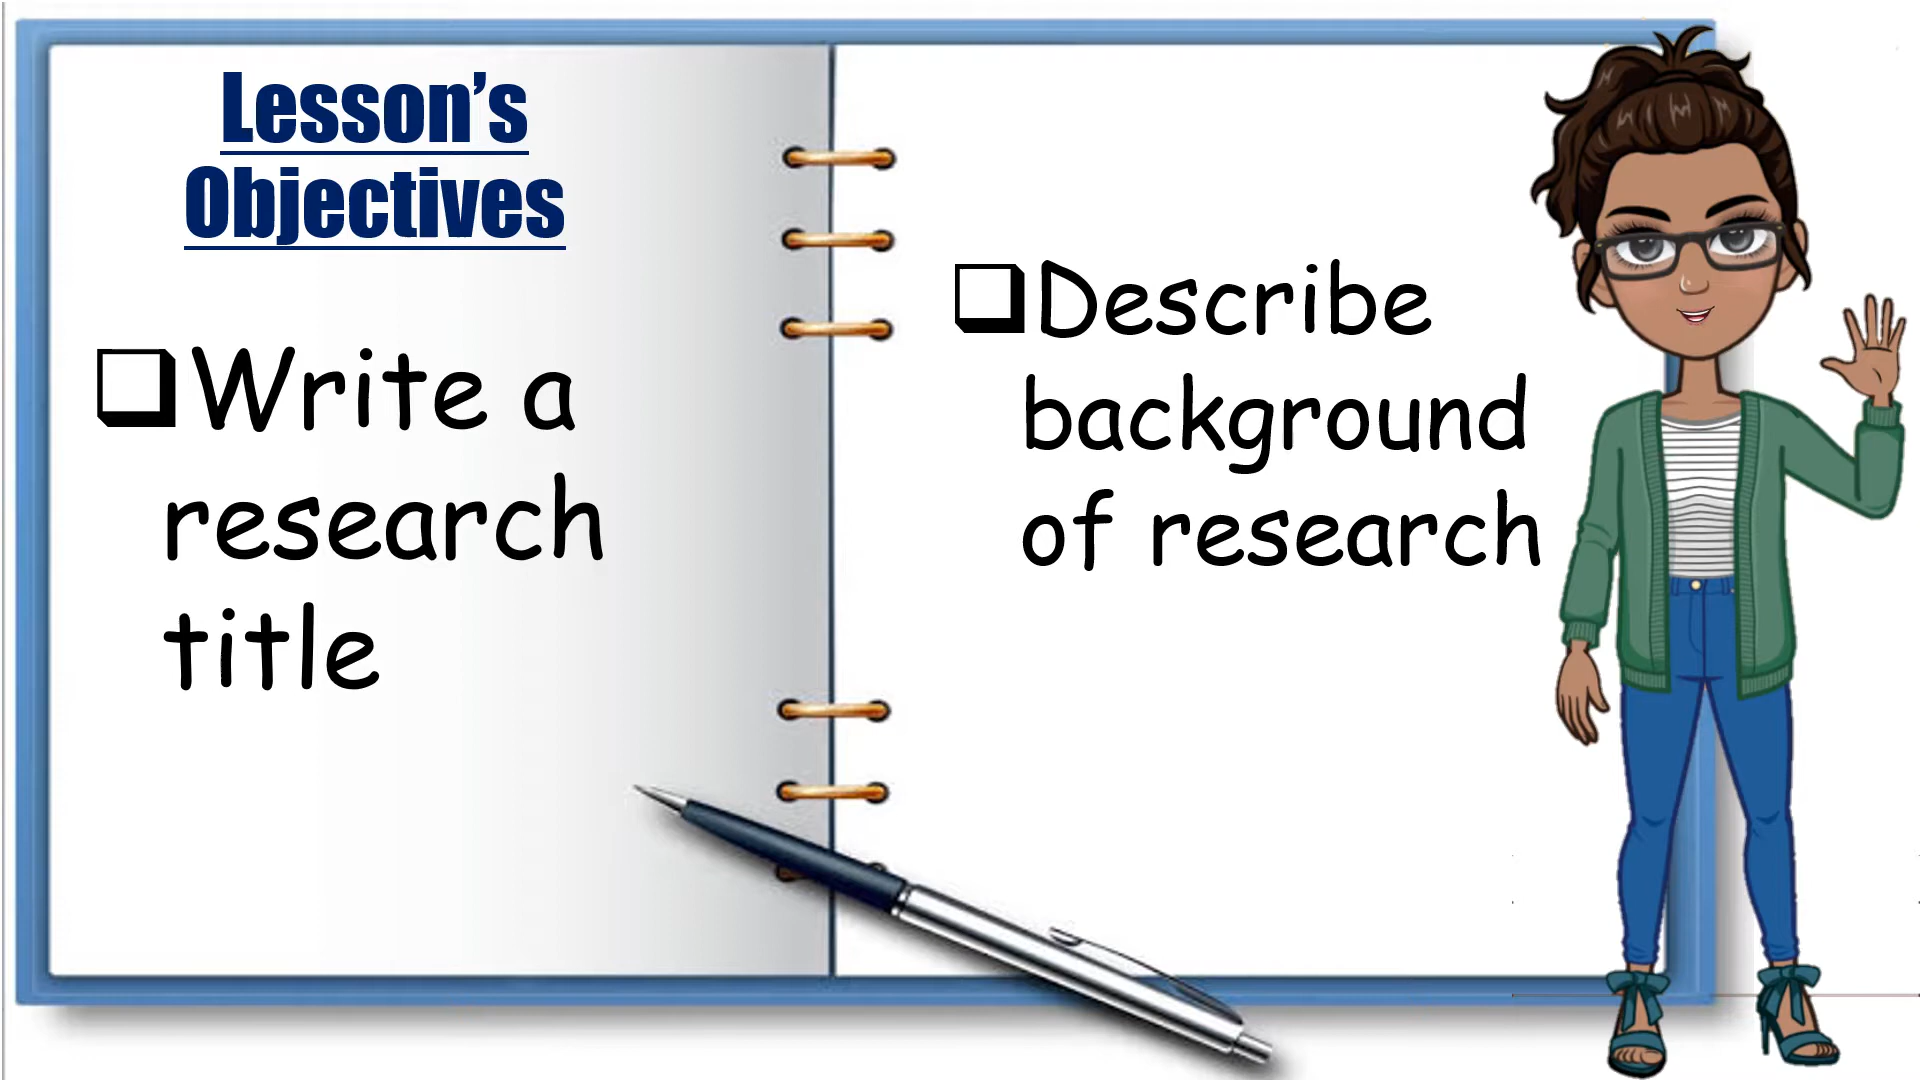 Lesson’s
Objectives
❑Write a
research
title
❑Describe
background
of research